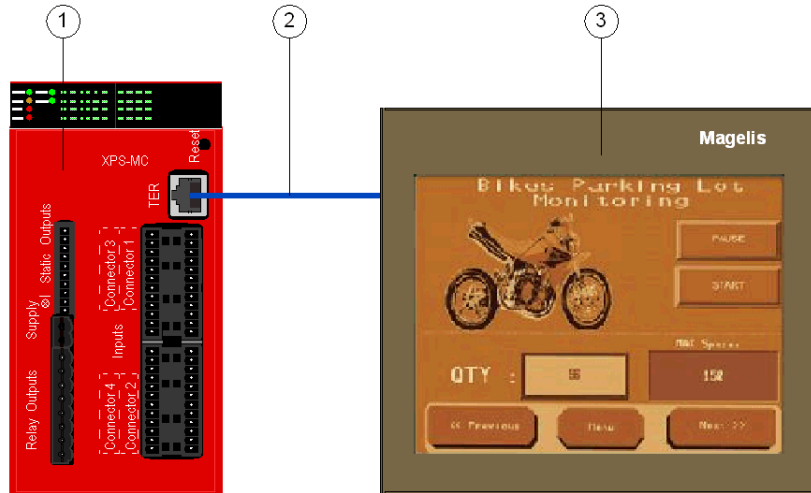 1
2
3
XPS-MC
Reset
TER
Static Outputs
Supply
Relay Outputs
Connector 3
Connector 1
Inputs
Connector 4
Connector 2
Magelis
Bikes Parking Lot
Monitoring
PAUSE
START
QTY :
150
<< Previous
Menu
Next >>